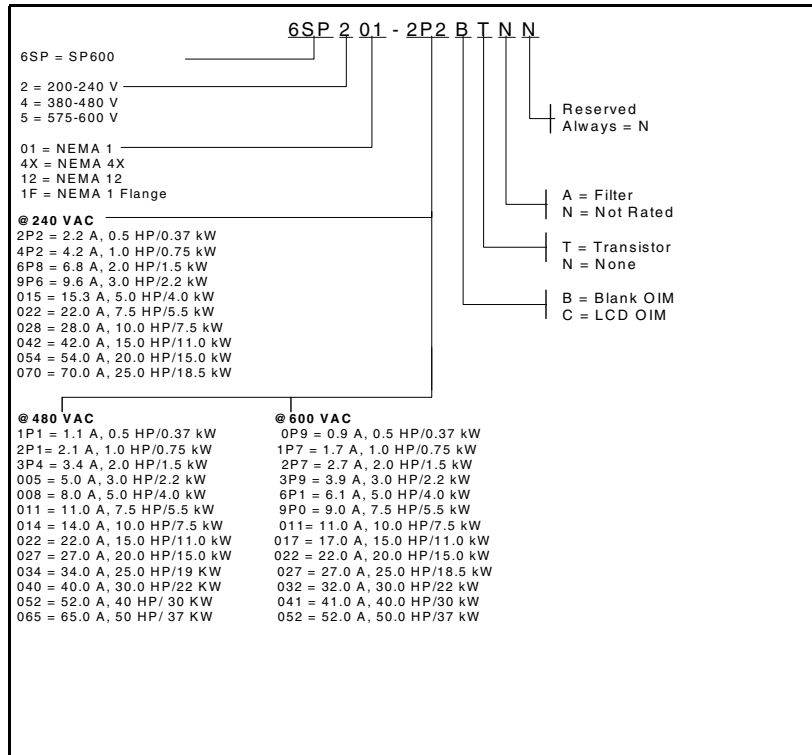 6SP 2 01 - 2P2 B T N N
6SP = SP600
2 = 200-240 V
4 = 380-480 V
5 = 575-600 V
01 = NEMA 1
4X = NEMA 4X
12 = NEMA 12
1F = NEMA 1 Flange
Reserved
Always = N
A = Filter
N = Not Rated
T = Transistor
N = None
B = Blank OIM
C = LCD OIM
@240 VAC
2P2 = 2.2 A, 0.5 HP/0.37 kW
4P2 = 4.2 A, 1.0 HP/0.75 kW
6P8 = 6.8 A, 2.0 HP/1.5 kW
9P6 = 9.6 A, 3.0 HP/2.2 kW
015 = 15.3 A, 5.0 HP/4.0 kW
022 = 22.0 A, 7.5 HP/5.5 kW
028 = 28.0 A, 10.0 HP/7.5 kW
042 = 42.0 A, 15.0 HP/11.0 kW
054 = 54.0 A, 20.0 HP/15.0 kW
070 = 70.0 A, 25.0 HP/18.5 kW
@480 VAC
1P1 = 1.1 A, 0.5 HP/0.37 kW
2P1= 2.1 A, 1.0 HP/0.75 kW
3P4 = 3.4 A, 2.0 HP/1.5 kW
005 = 5.0 A, 3.0 HP/2.2 kW
008 = 8.0 A, 5.0 HP/4.0 kW
011 = 11.0 A, 7.5 HP/5.5 kW
014 = 14.0 A, 10.0 HP/7.5 kW
022 = 22.0 A, 15.0 HP/11.0 kW
027 = 27.0 A, 20.0 HP/15.0 kW
034 = 34.0 A, 25.0 HP/19 KW
040 = 40.0 A, 30.0 HP/22 KW
052 = 52.0 A, 40 HP/ 30 KW
065 = 65.0 A, 50 HP/ 37 KW
@600 VAC
0P9 = 0.9 A, 0.5 HP/0.37 kW
1P7 = 1.7 A, 1.0 HP/0.75 kW
2P7 = 2.7 A, 2.0 HP/1.5 kW
3P9 = 3.9 A, 3.0 HP/2.2 kW
6P1 = 6.1 A, 5.0 HP/4.0 kW
9P0 = 9.0 A, 7.5 HP/5.5 kW
011= 11.0 A, 10.0 HP/7.5 kW
017 = 17.0 A, 15.0 HP/11.0 kW
022 = 22.0 A, 20.0 HP/15.0 kW
027 = 27.0 A, 25.0 HP/18.5 kW
032 = 32.0 A, 30.0 HP/22 kW
041 = 41.0 A, 40.0 HP/30 kW
052 = 52.0 A, 50.0 HP/37 kW